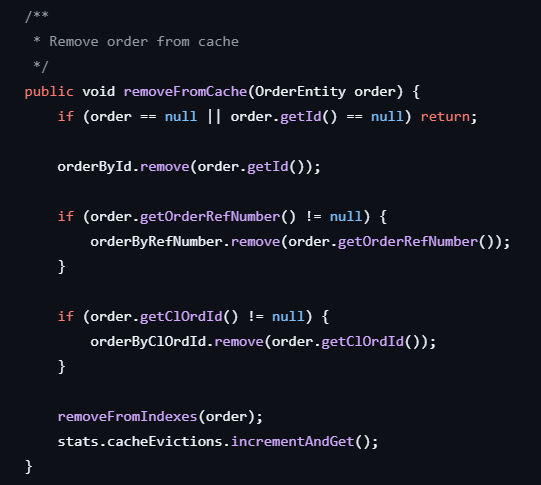 /**
 * Remove order from cache
 */
public void removeFromCache(OrderEntity order) {
    if (order == null || order.getId() == null) return;

    orderById.remove(order.getId());

    if (order.getOrderRefNumber() != null) {
        orderByRefNumber.remove(order.getOrderRefNumber());
    }

    if (order.getClOrdId() != null) {
        orderByClOrdId.remove(order.getClOrdId());
    }

    removeFromIndexes(order);
    stats.cacheEvictions.incrementAndGet();
}